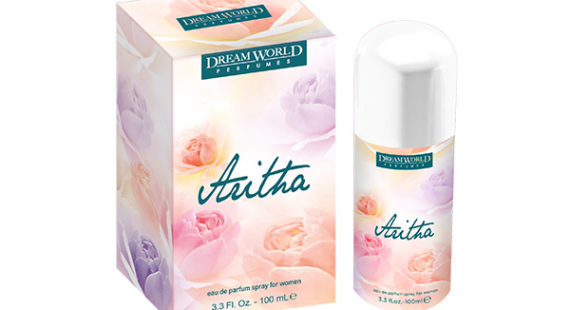 DREAM WORLD
PERFUMES
Aritha
eau de parfum spray for women
3.3 Fl. Oz. - 100 mL e
DREAM WORLD
PERFUMES
Aritha
eau de parfum spray for women
3.3 fl.oz. - 100ml e